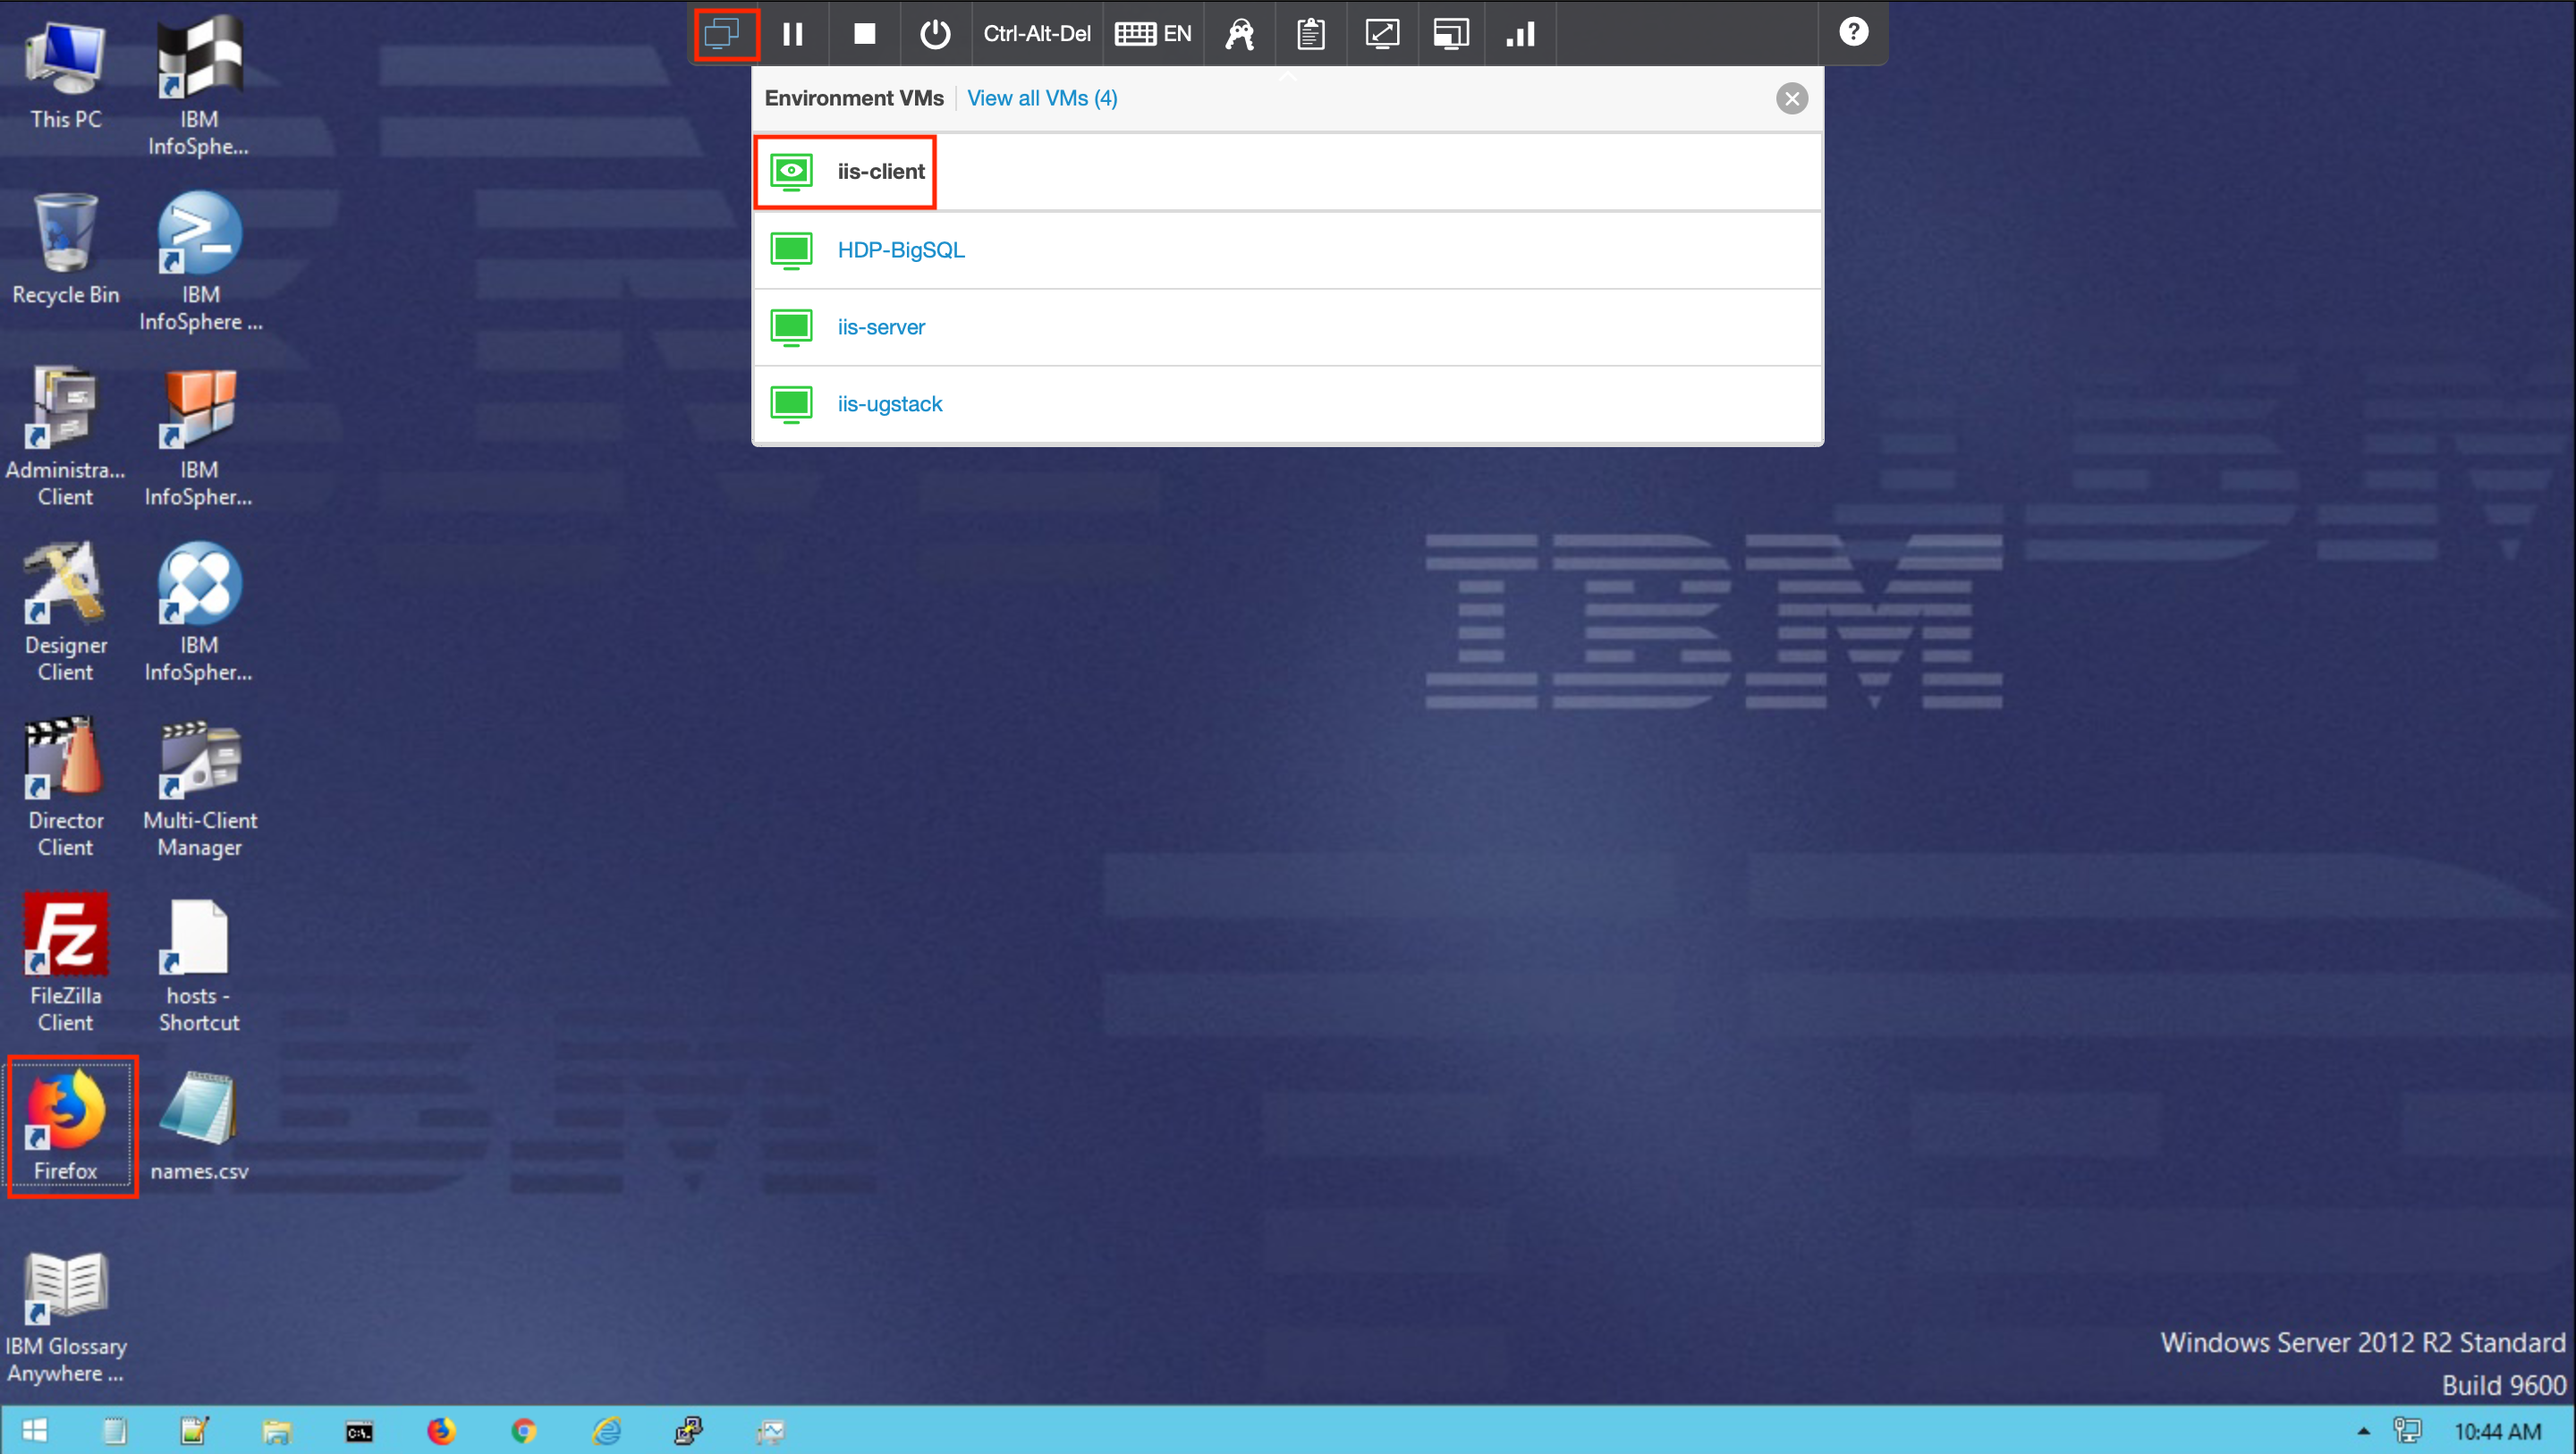 Ctrl-Alt-Del
EN
?
Environment VMs
View all VMs (4)
iis-client
HDP-BigSQL
iis-server
iis-ugstack
This PC
IBM
InfoSphe...
Recycle Bin
IBM
InfoSphere ...
Administra...
Client
IBM
InfoSpher...
Designer
Client
IBM
InfoSpher...
Director
Client
Multi-Client
Manager
Fz
FileZilla
Client
hosts -
Shortcut
Firefox
names.csv
IBM Glossary
Anywhere ...
IBM
IBM
IBM
Windows Server 2012 R2 Standard
Build 9600
C:\.
10:44 AM